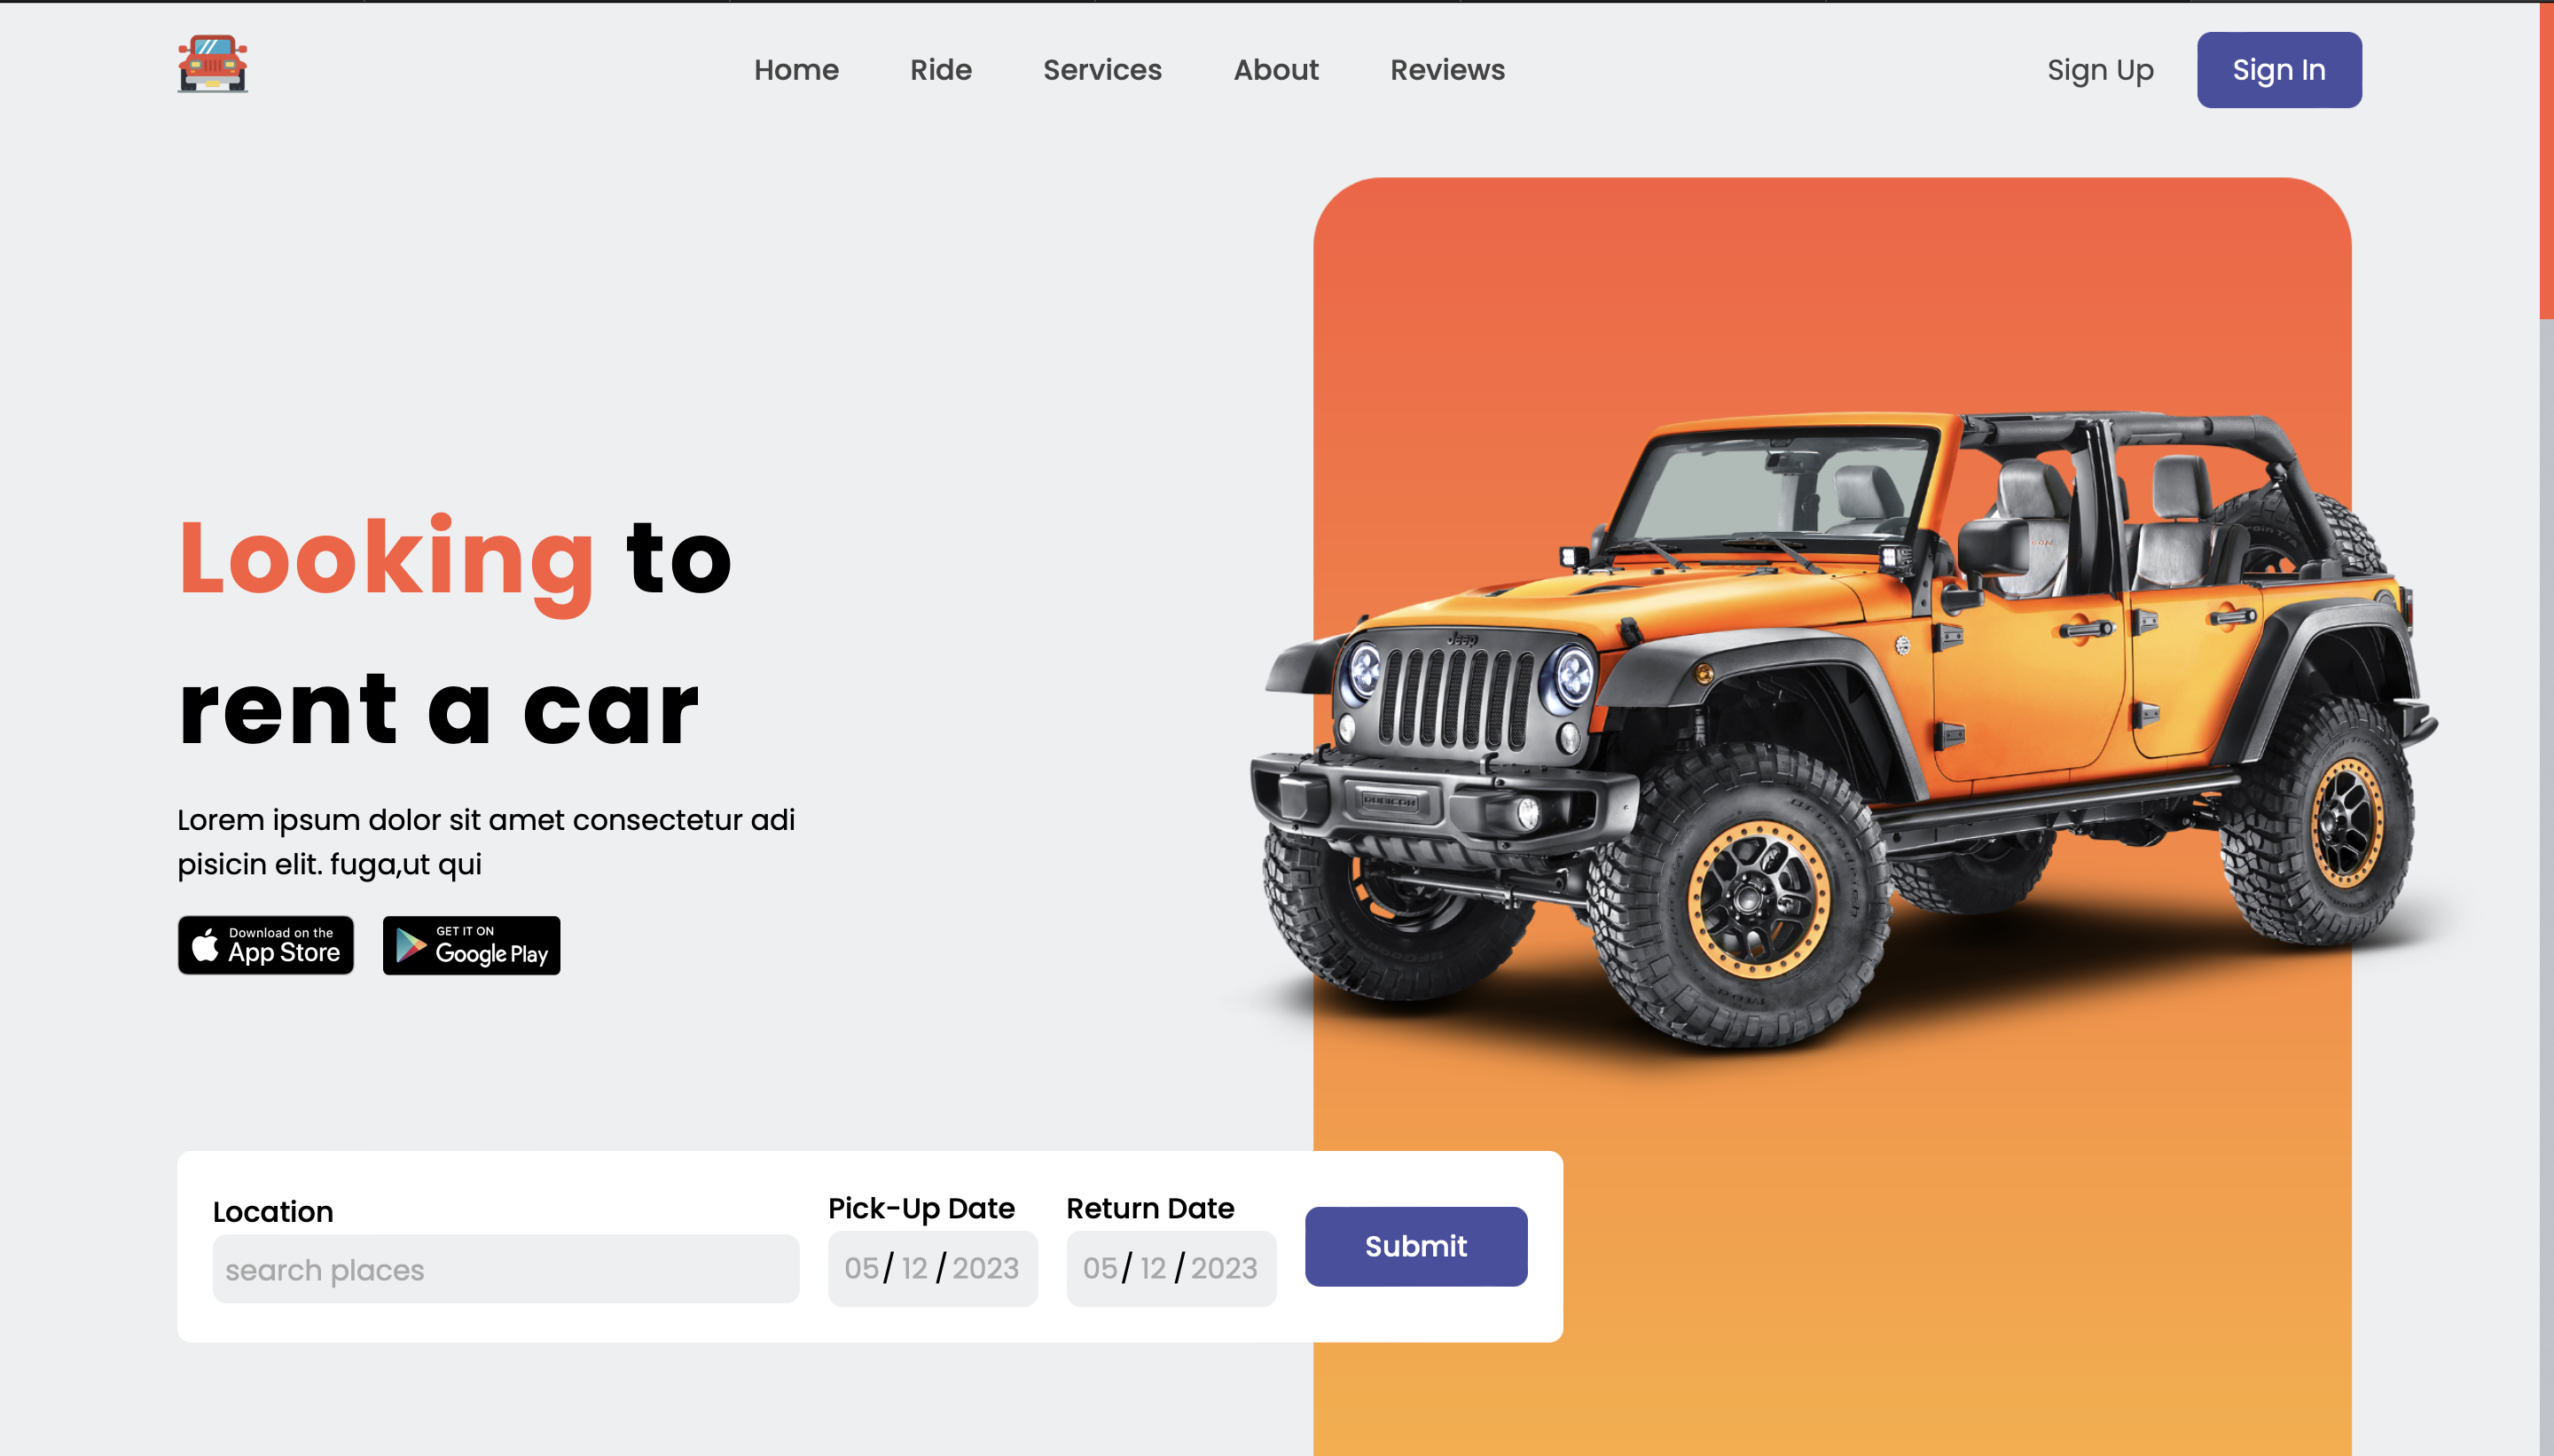 Home Ride Services About Reviews Sign Up Sign In
Looking to
rent a car
Lorem ipsum dolor sit amet consectetur adi
pisicin elit. fuga,ut qui
Download on the
App Store
GET IT ON
Google Play
Jeep
RUBICON
Location
search places
Pick-Up Date
05/ 12 / 2023
Return Date
05/ 12 / 2023
Submit